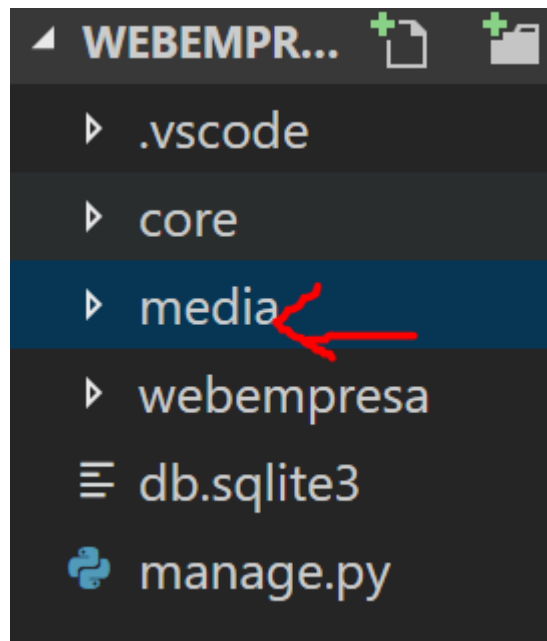 WEBEMPR...
.vscode
core
media
webempresa
db.sqlite3
manage.py